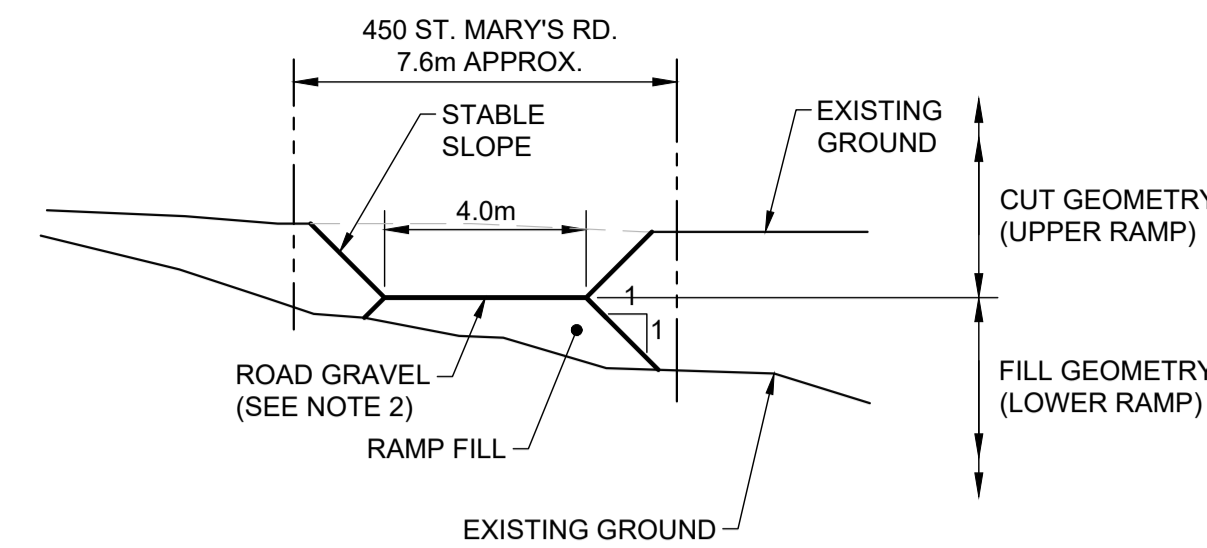 450 ST. MARY'S RD.
7.6m APPROX.
STABLE
SLOPE
EXISTING
GROUND
4.0m
CUT GEOMETRY
(UPPER RAMP)
1
1
ROAD GRAVEL
(SEE NOTE 2)
FILL GEOMETRY
(LOWER RAMP)
RAMP FILL
EXISTING GROUND